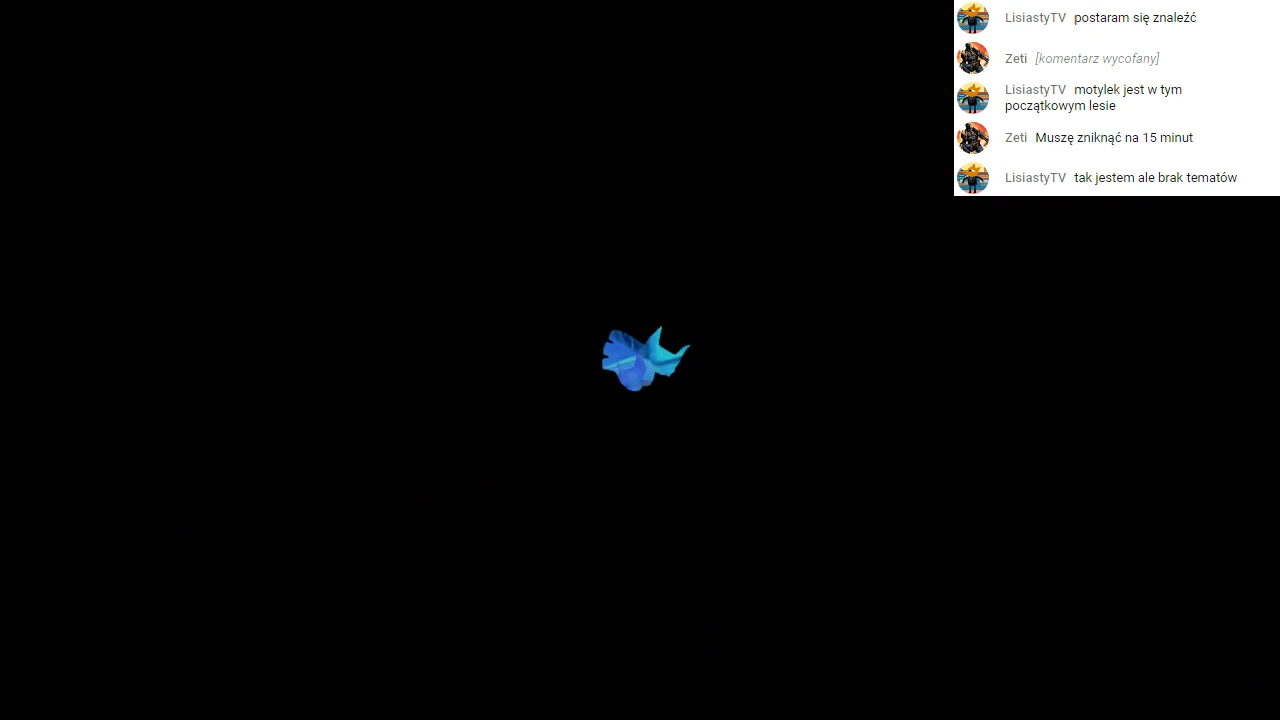 LisiastyTV postaram się znaleźć
Zeti [komentarz wycofany]
LisiastyTV motylek jest w tym
początkowym lesie
Zeti Muszę zniknąć na 15 minut
LisiastyTV tak jestem ale brak tematów